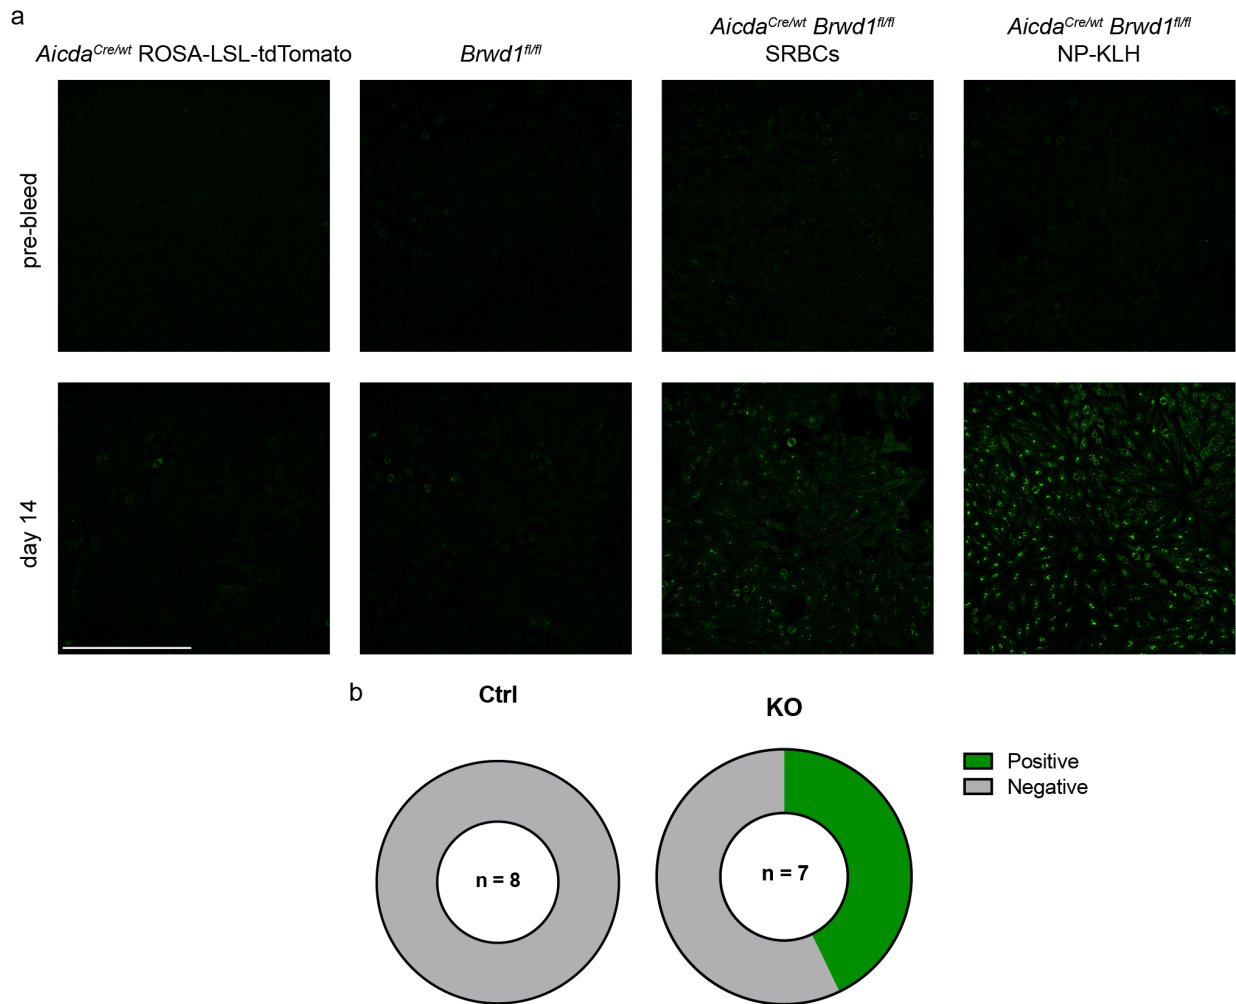 a
Aicda^Cre/wt ROSA-LSL-tdTomato
Brwd1^fl/fl
Aicda^Cre/wt Brwd1^fl/fl
SRBCs
Aicda^Cre/wt Brwd1^fl/fl
NP-KLH
pre-bleed
day 14
b
Ctrl
KO
n = 8
n = 7
Positive
Negative